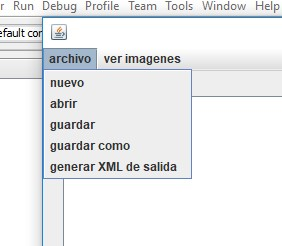 Run Debug Profile Team Tools Window Help
efault cor
archivo ver imagenes
nuevo
abrir
guardar
guardar como
generar XML de salida